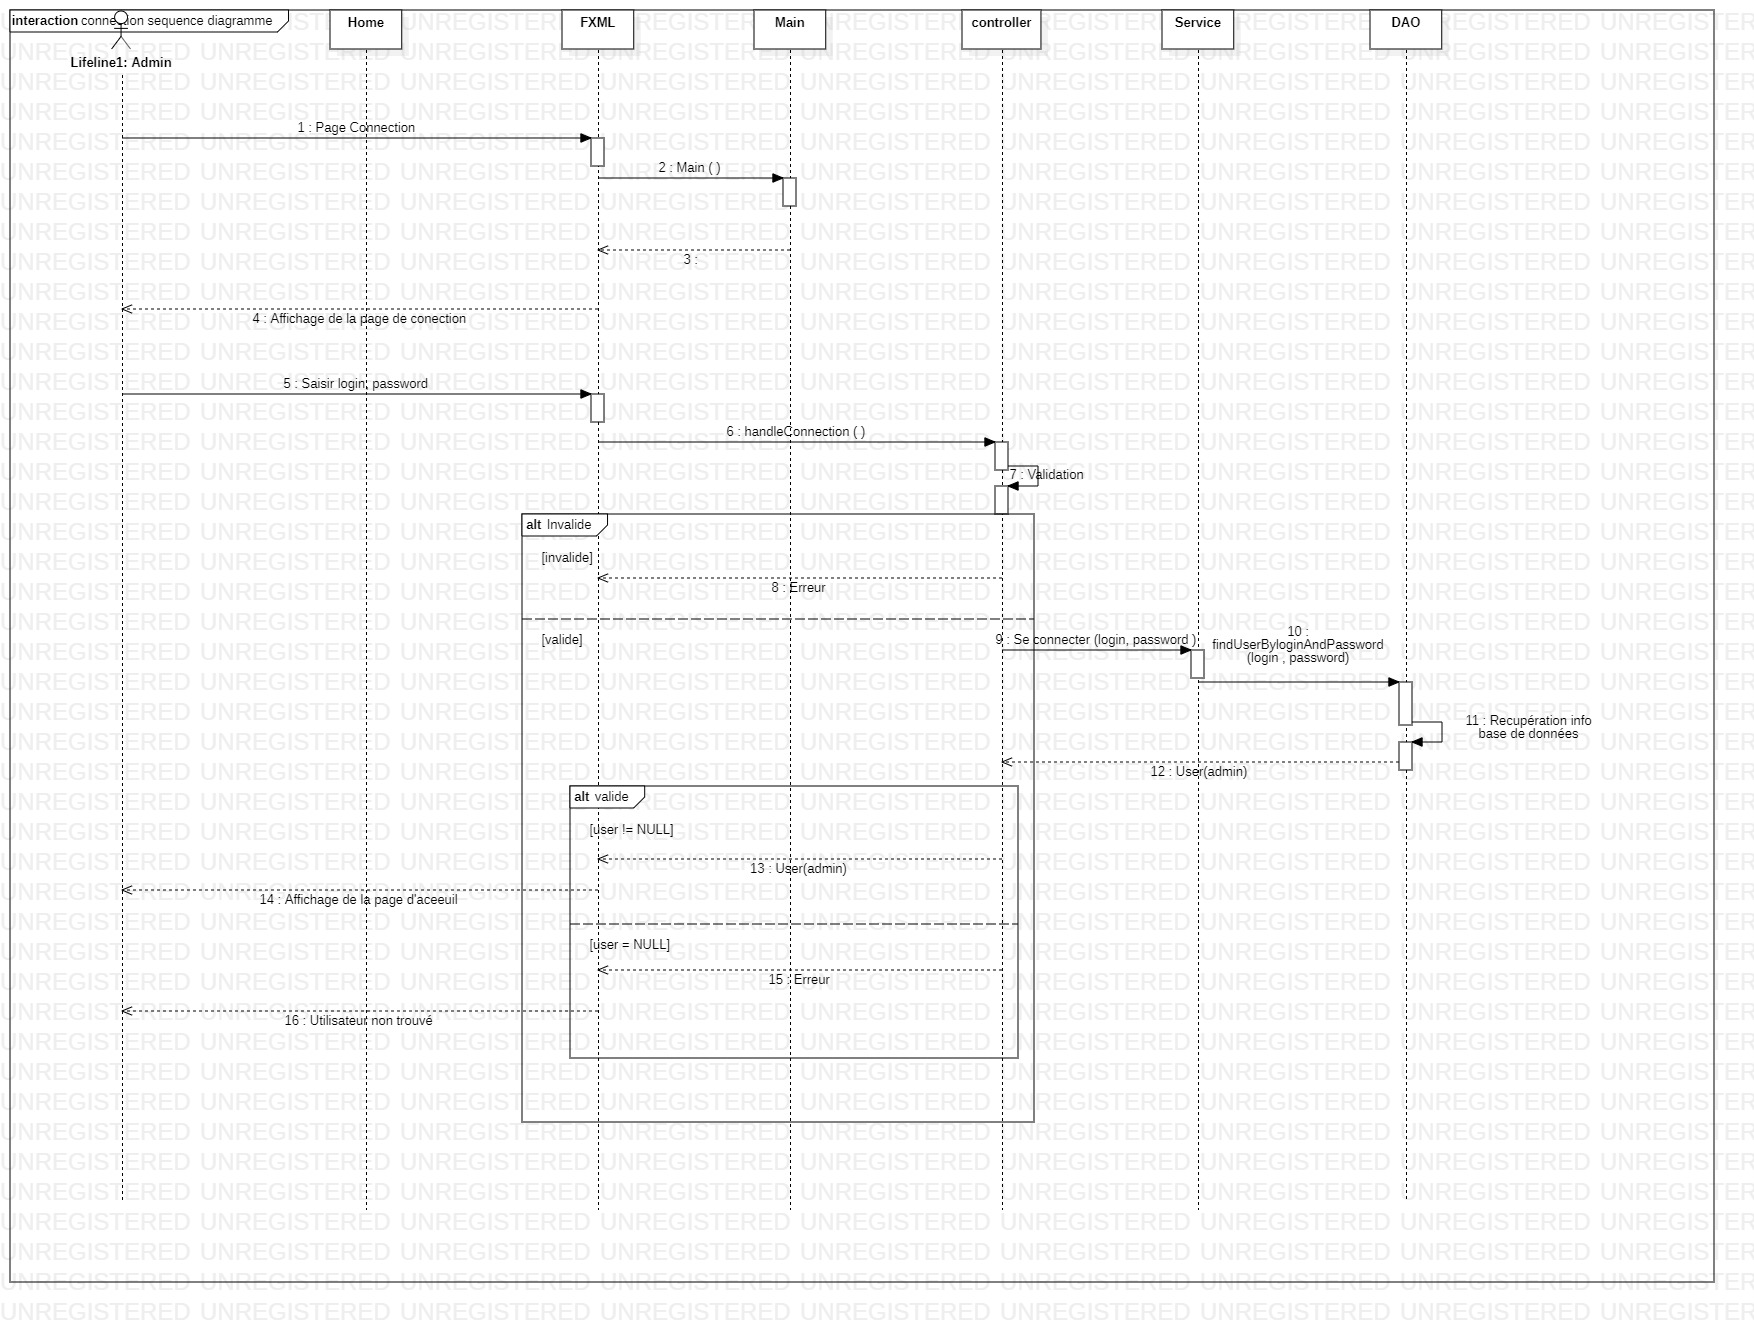 interaction connection sequence diagramme
Lifeline1: Admin
Home
FXML
Main
controller
Service
DAO
1 : Page Connection
2 : Main ( )
3 :
4 : Affichage de la page de conection
5 : Saisir login, password
6 : handleConnection ( )
7 : Validation
alt Invalide
[invalide]
8 : Erreur
[valide]
9 : Se connecter (login, password )
10 :
findUserByloginAndPassword
(login , password)
11 : Recupération info
base de données
12 : User(admin)
alt valide
[user != NULL]
13 : User(admin)
14 : Affichage de la page d'aceeuil
[user = NULL]
15 : Erreur
16 : Utilisateur non trouvé
UNREGISTERED